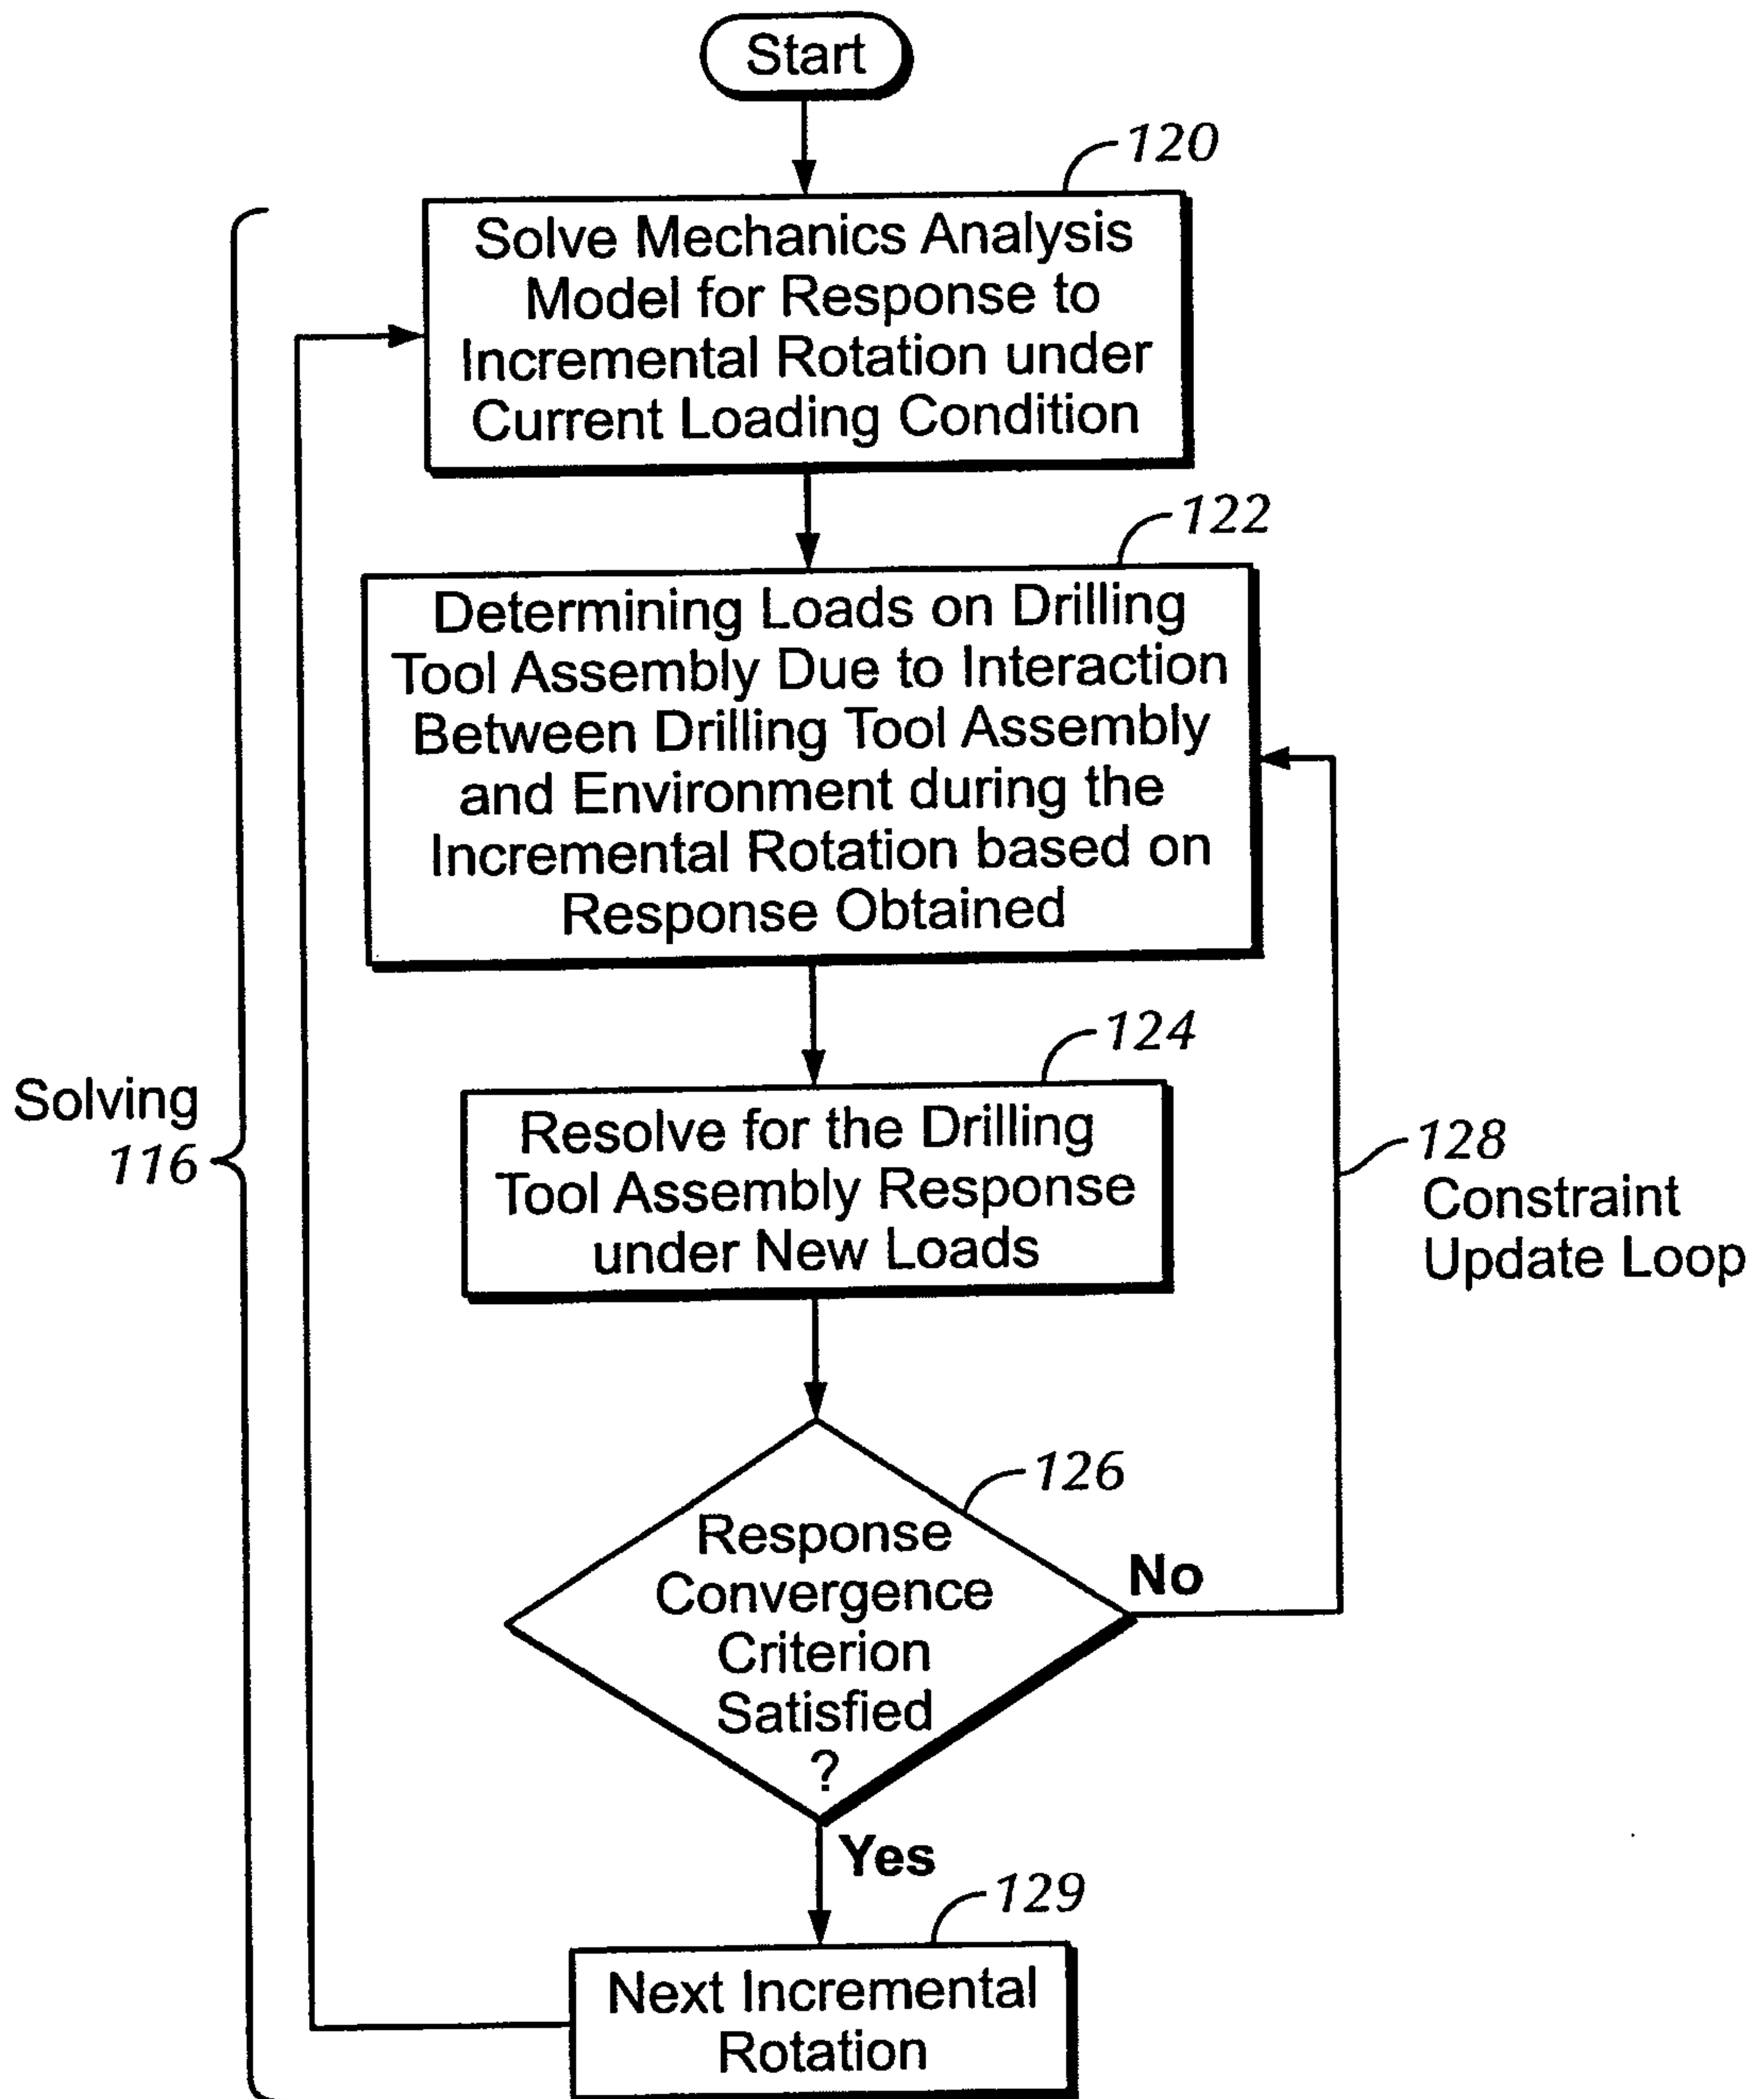 Start
120
Solve Mechanics Analysis
Model for Response to
Incremental Rotation under
Current Loading Condition
122
Determining Loads on Drilling
Tool Assembly Due to Interaction
Between Drilling Tool Assembly
and Environment during the
Incremental Rotation based on
Response Obtained
124
Resolve for the Drilling
Tool Assembly Response
under New Loads
Solving
116
128
Constraint
Update Loop
126
Response
Convergence
Criterion
Satisfied
?
No
Yes
129
Next Incremental
Rotation